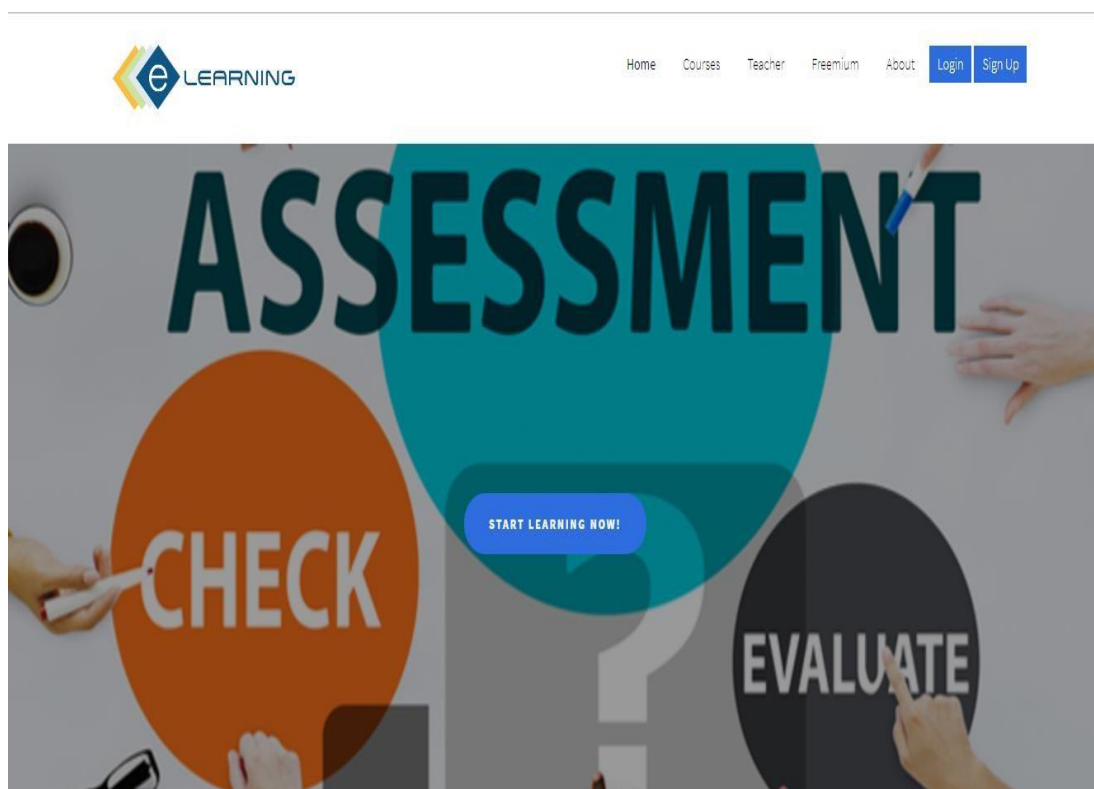 e LEARNING
Home Courses Teacher Freemium About Login Sign Up
ASSESSMENT
START LEARNING NOW!
CHECK
?
EVALUATE